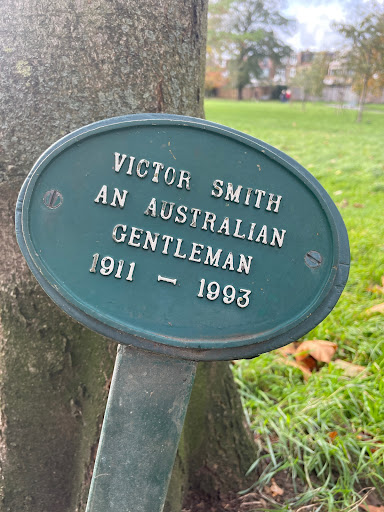 VICTOR SMITH
AN AUSTRALIAN
GENTLEMAN
1911 – 1993